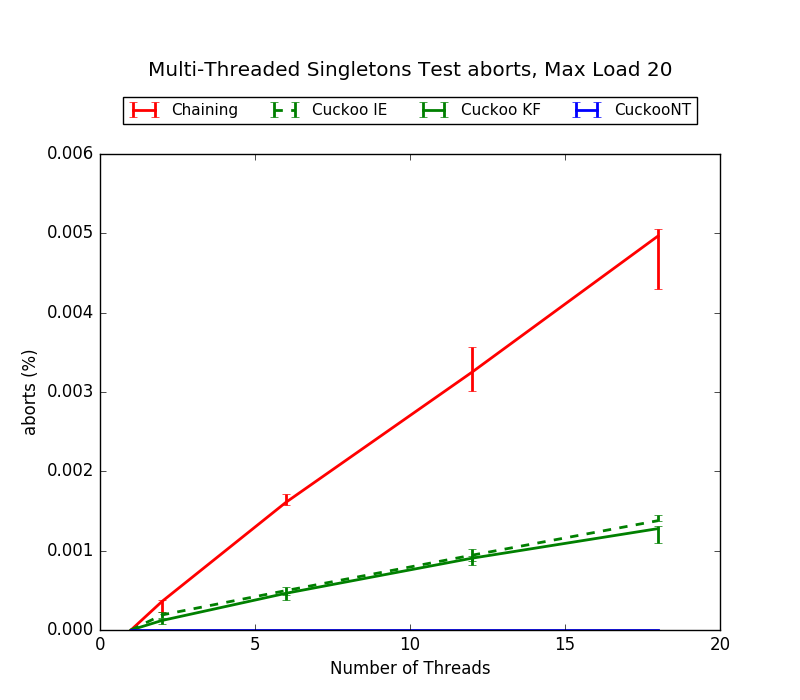 Multi-Threaded Singletons Test aborts, Max Load 20
Chaining Cuckoo IE Cuckoo KF CuckooNT
0.006
0.005
0.004
0.003
0.002
0.001
0.000
aborts (%)
0 5 10 15 20
Number of Threads